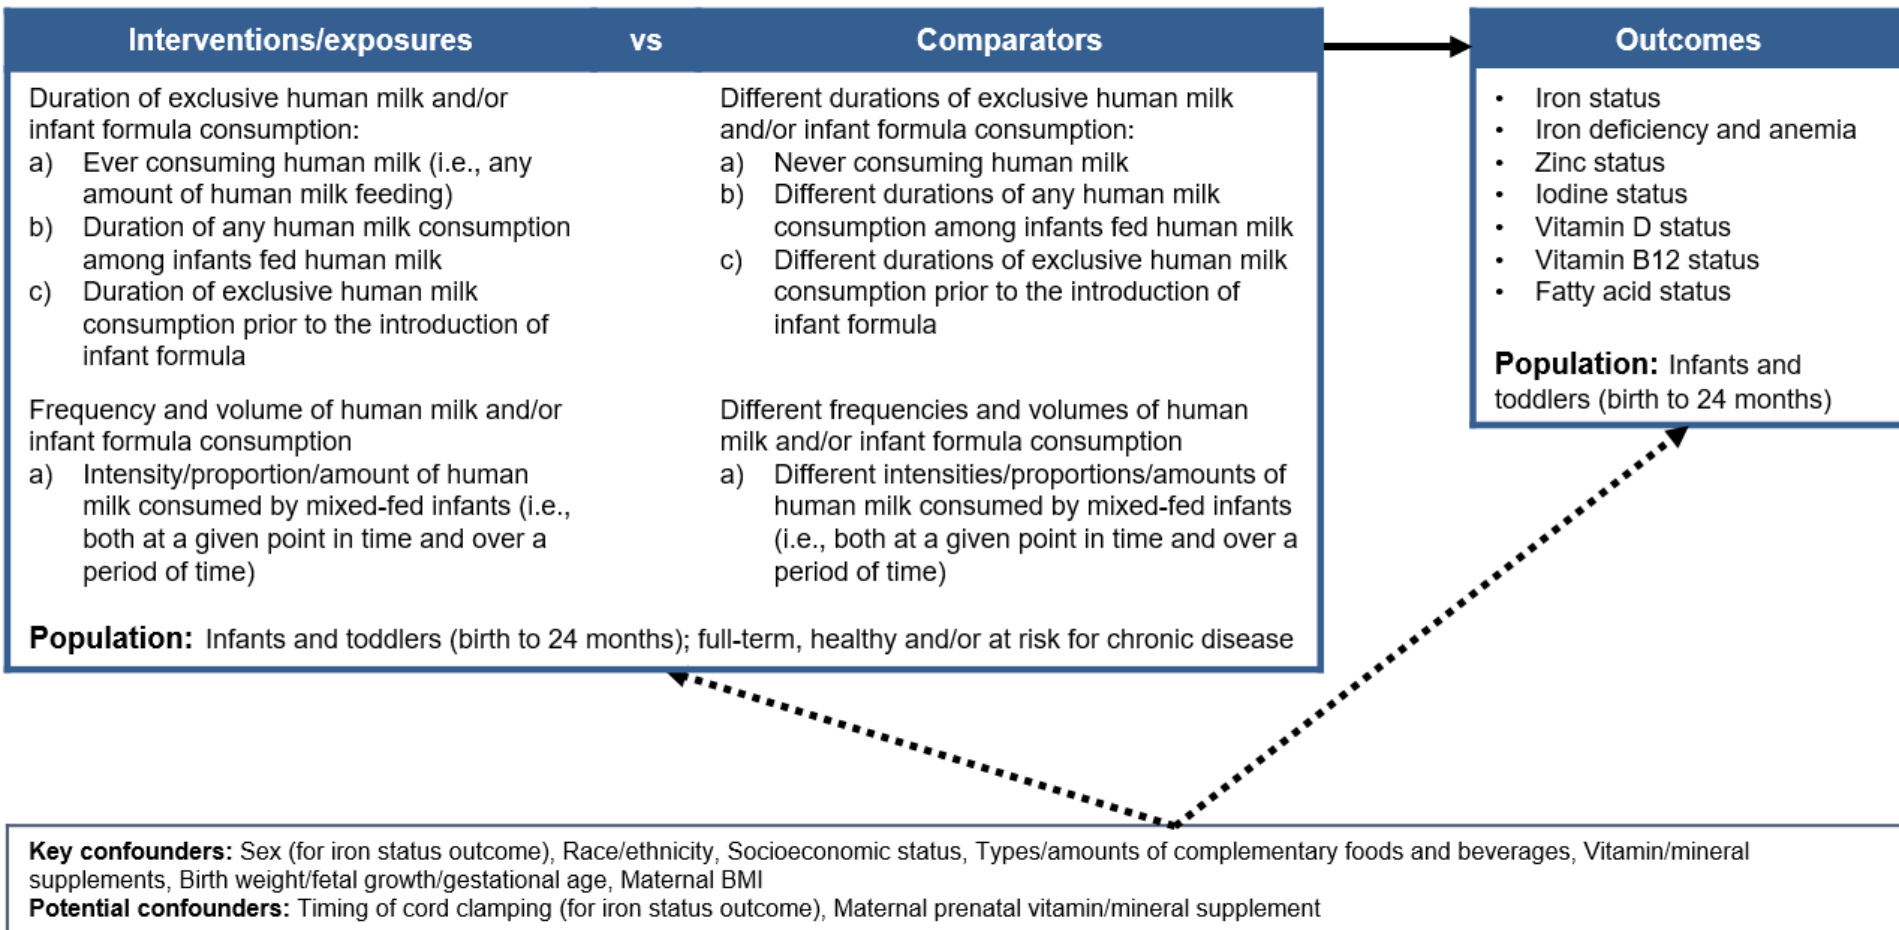 Interventions/exposures vs Comparators
Duration of exclusive human milk and/or
infant formula consumption:
a) Ever consuming human milk (i.e., any
amount of human milk feeding)
b) Duration of any human milk consumption
among infants fed human milk
c) Duration of exclusive human milk
consumption prior to the introduction of
infant formula
Frequency and volume of human milk and/or
infant formula consumption
a) Intensity/proportion/amount of human
milk consumed by mixed-fed infants (i.e.,
both at a given point in time and over a
period of time)
Different durations of exclusive human milk
and/or infant formula consumption:
a) Never consuming human milk
b) Different durations of any human milk
consumption among infants fed human milk
c) Different durations of exclusive human milk
consumption prior to the introduction of
infant formula
Different frequencies and volumes of human
milk and/or infant formula consumption
a) Different intensities/proportions/amounts of
human milk consumed by mixed-fed infants
(i.e., both at a given point in time and over a
period of time)
Population: Infants and toddlers (birth to 24 months); full-term, healthy and/or at risk for chronic disease
Outcomes
• Iron status
• Iron deficiency and anemia
• Zinc status
• Iodine status
• Vitamin D status
• Vitamin B12 status
• Fatty acid status
Population: Infants and
toddlers (birth to 24 months)
Key confounders: Sex (for iron status outcome), Race/ethnicity, Socioeconomic status, Types/amounts of complementary foods and beverages, Vitamin/mineral
supplements, Birth weight/fetal growth/gestational age, Maternal BMI
Potential confounders: Timing of cord clamping (for iron status outcome), Maternal prenatal vitamin/mineral supplement